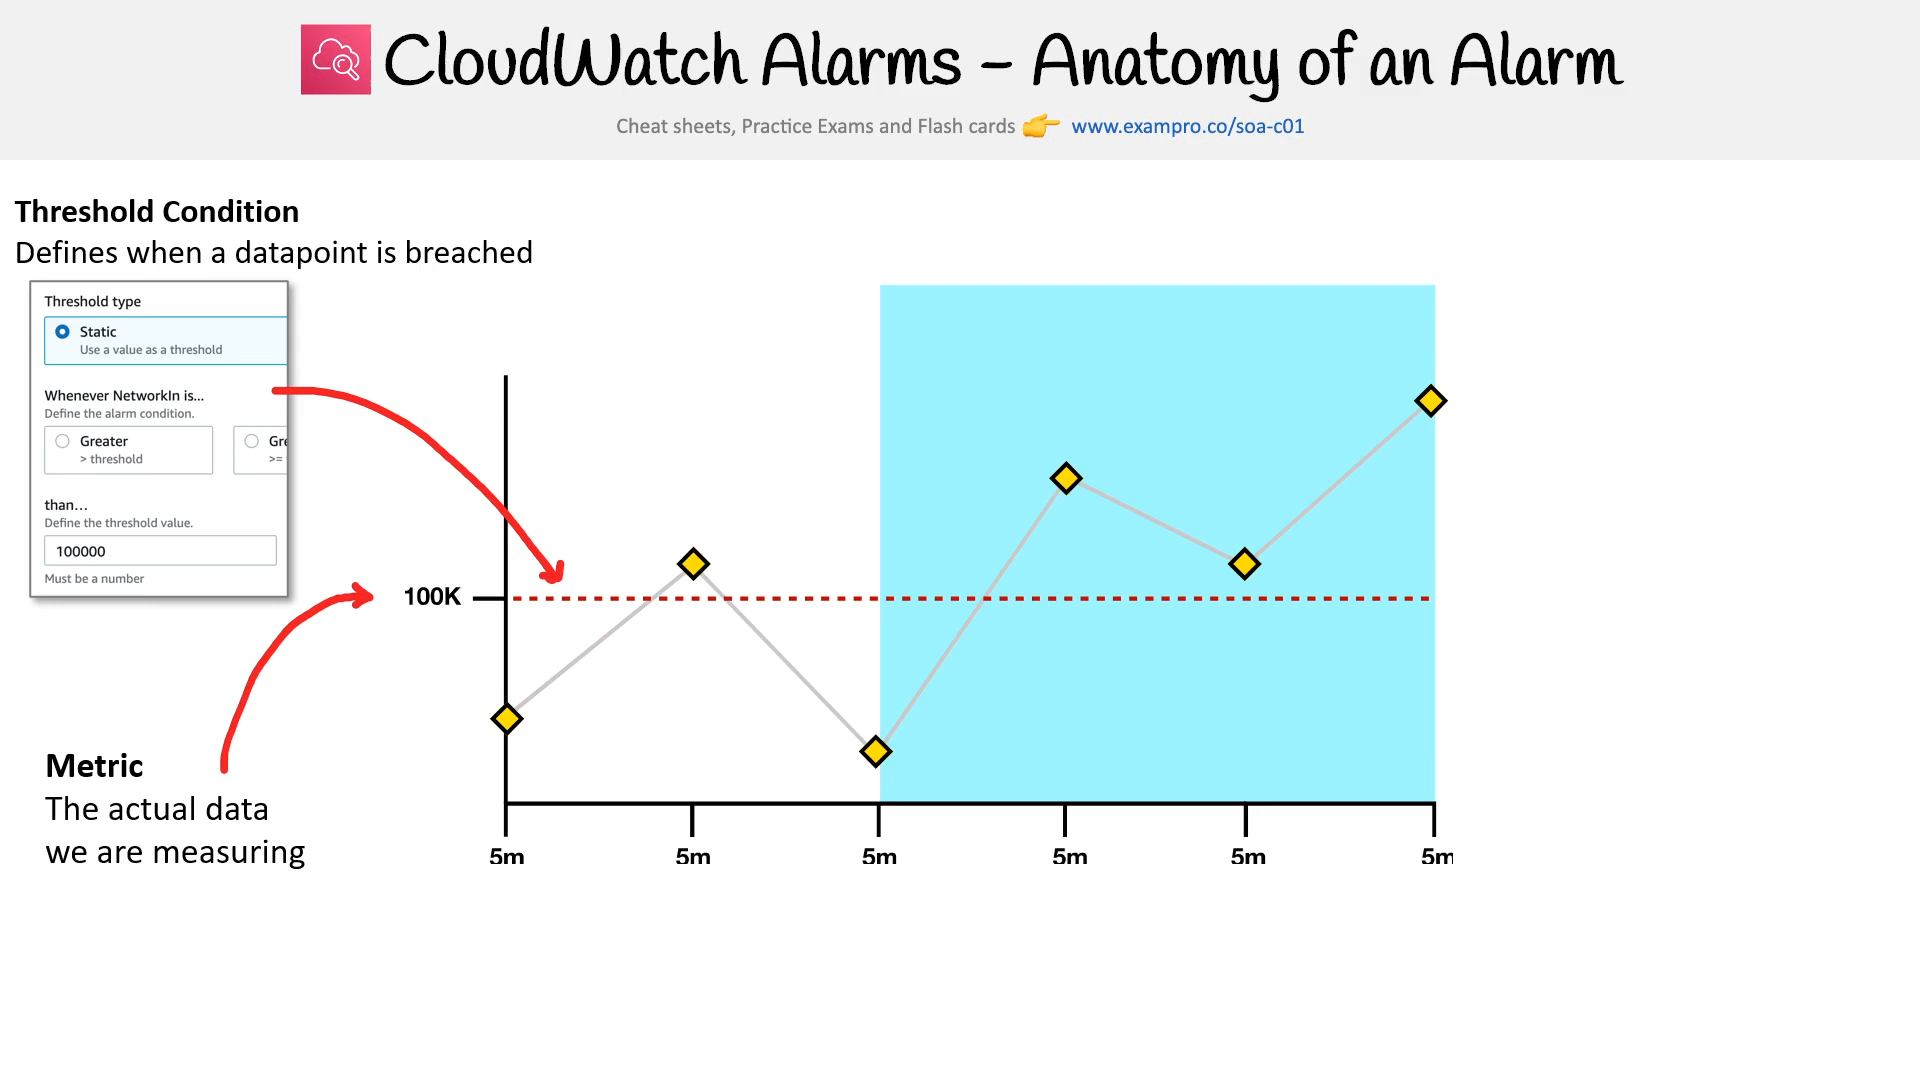 CloudWatch Alarms – Anatomy of an Alarm
Cheat sheets, Practice Exams and Flash cards 👉 www.exampro.co/soa-c01
Threshold Condition
Defines when a datapoint is breached
Threshold type
Static
Use a value as a threshold
Whenever NetworkIn is...
Define the alarm condition.
Greater
> threshold
Gre
>=
than...
Define the threshold value.
100000
Must be a number
100K
Metric
The actual data
we are measuring
5m 5m 5m 5m 5m 5m